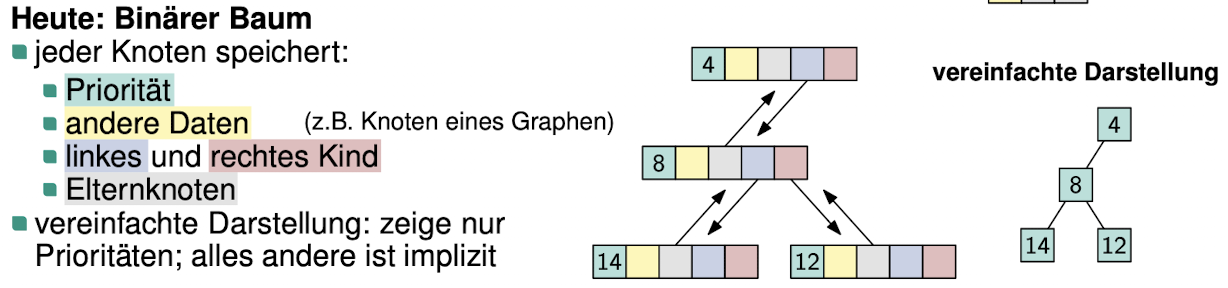 Heute: Binärer Baum
jeder Knoten speichert:
Priorität
andere Daten (z.B. Knoten eines Graphen)
linkes und rechtes Kind
Elternknoten
vereinfachte Darstellung: zeige nur
Prioritäten; alles andere ist implizit
4
8
14 12
vereinfachte Darstellung
4
8
14 12